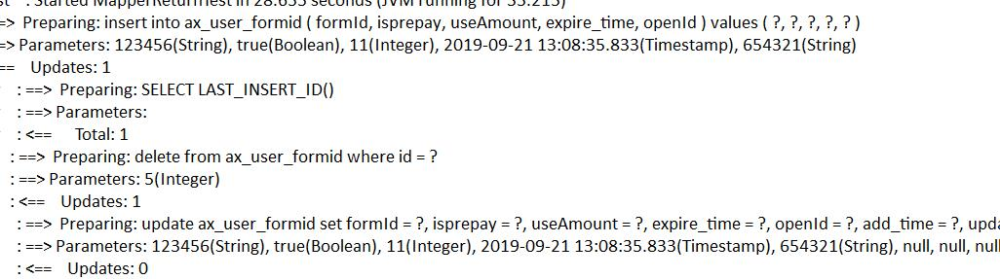 : Started MapperReturnTest in 28.655 seconds (JVM running for 35.215)
=> Preparing: insert into ax_user_formid ( formId, isprepay, useAmount, expire_time, openId ) values ( ?, ?, ?, ?, ? )
=> Parameters: 123456(String), true(Boolean), 11(Integer), 2019-09-21 13:08:35.833(Timestamp), 654321(String)
== Updates: 1
: ==> Preparing: SELECT LAST_INSERT_ID()
: ==> Parameters:
: <== Total: 1
: ==> Preparing: delete from ax_user_formid where id = ?
: ==> Parameters: 5(Integer)
: <== Updates: 1
: ==> Preparing: update ax_user_formid set formId = ?, isprepay = ?, useAmount = ?, expire_time = ?, openId = ?, add_time = ?, upda
: ==> Parameters: 123456(String), true(Boolean), 11(Integer), 2019-09-21 13:08:35.833(Timestamp), 654321(String), null, null, null
: <== Updates: 0